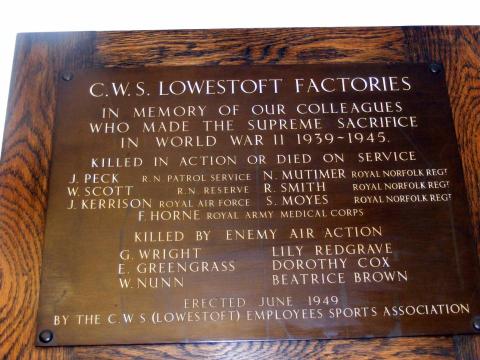 C.W.S. LOWESTOFT FACTORIES
IN MEMORY OF OUR COLLEAGUES
WHO MADE THE SUPREME SACRIFICE
IN WORLD WAR II 1939~1945.
KILLED IN ACTION OR DIED ON SERVICE
J. PECK R.N. PATROL SERVICE N. MUTIMER ROYAL NORFOLK REGT
W. SCOTT R.N. RESERVE R. SMITH ROYAL NORFOLK REGT
J. KERRISON ROYAL AIR FORCE S. MOYES ROYAL NORFOLK REGT
F. HORNE ROYAL ARMY MEDICAL CORPS
KILLED BY ENEMY AIR ACTION
G. WRIGHT LILY REDGRAVE
E. GREENGRASS DOROTHY COX
W. NUNN BEATRICE BROWN
ERECTED JUNE 1949
BY THE C.W S (LOWESTOFT) EMPLOYEES SPORTS ASSOCIATION